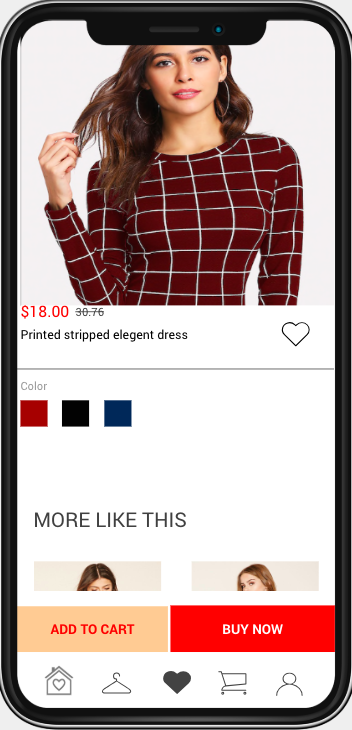 $18.00 30.76
Printed stripped elegent dress
Color
MORE LIKE THIS
ADD TO CART BUY NOW